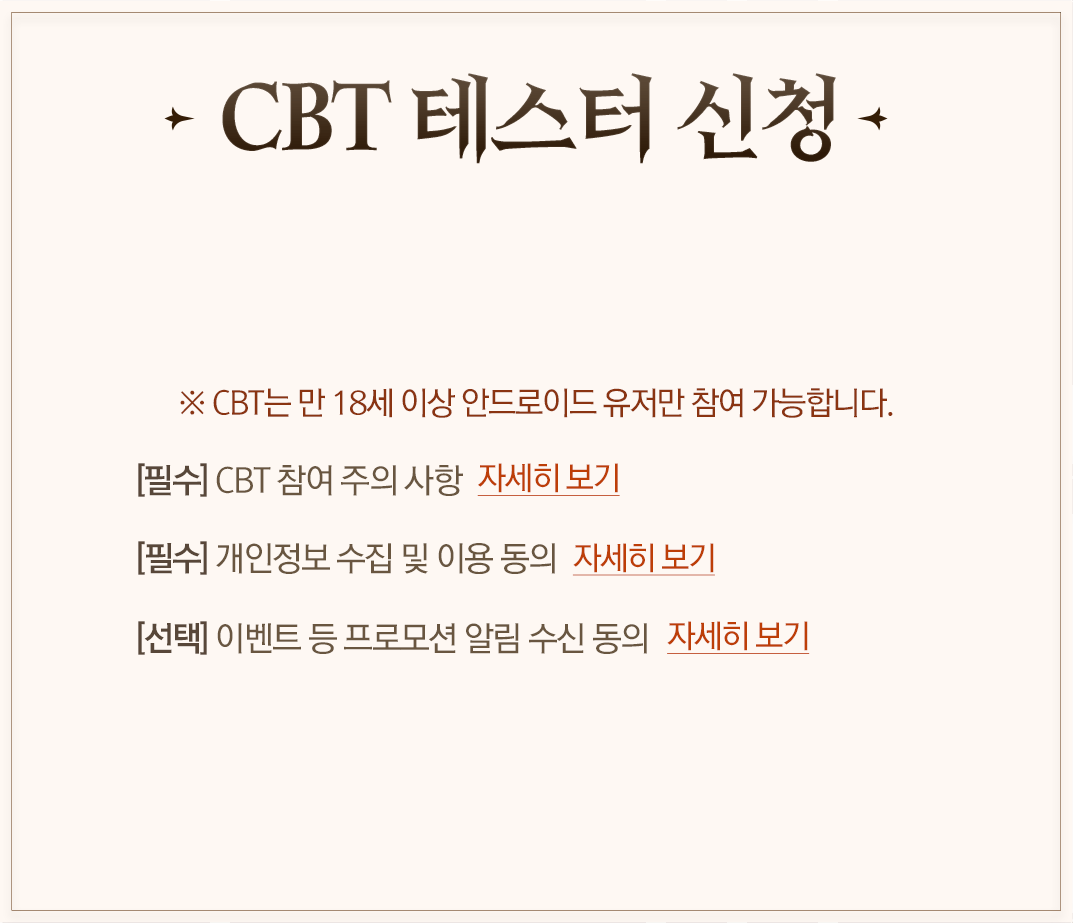 CBT 테스터 신청
※ CBT는 만 18세 이상 안드로이드 유저만 참여 가능합니다.
[필수] CBT 참여 주의 사항 자세히 보기
[필수] 개인정보 수집 및 이용 동의 자세히 보기
[선택] 이벤트 등 프로모션 알림 수신 동의 자세히 보기